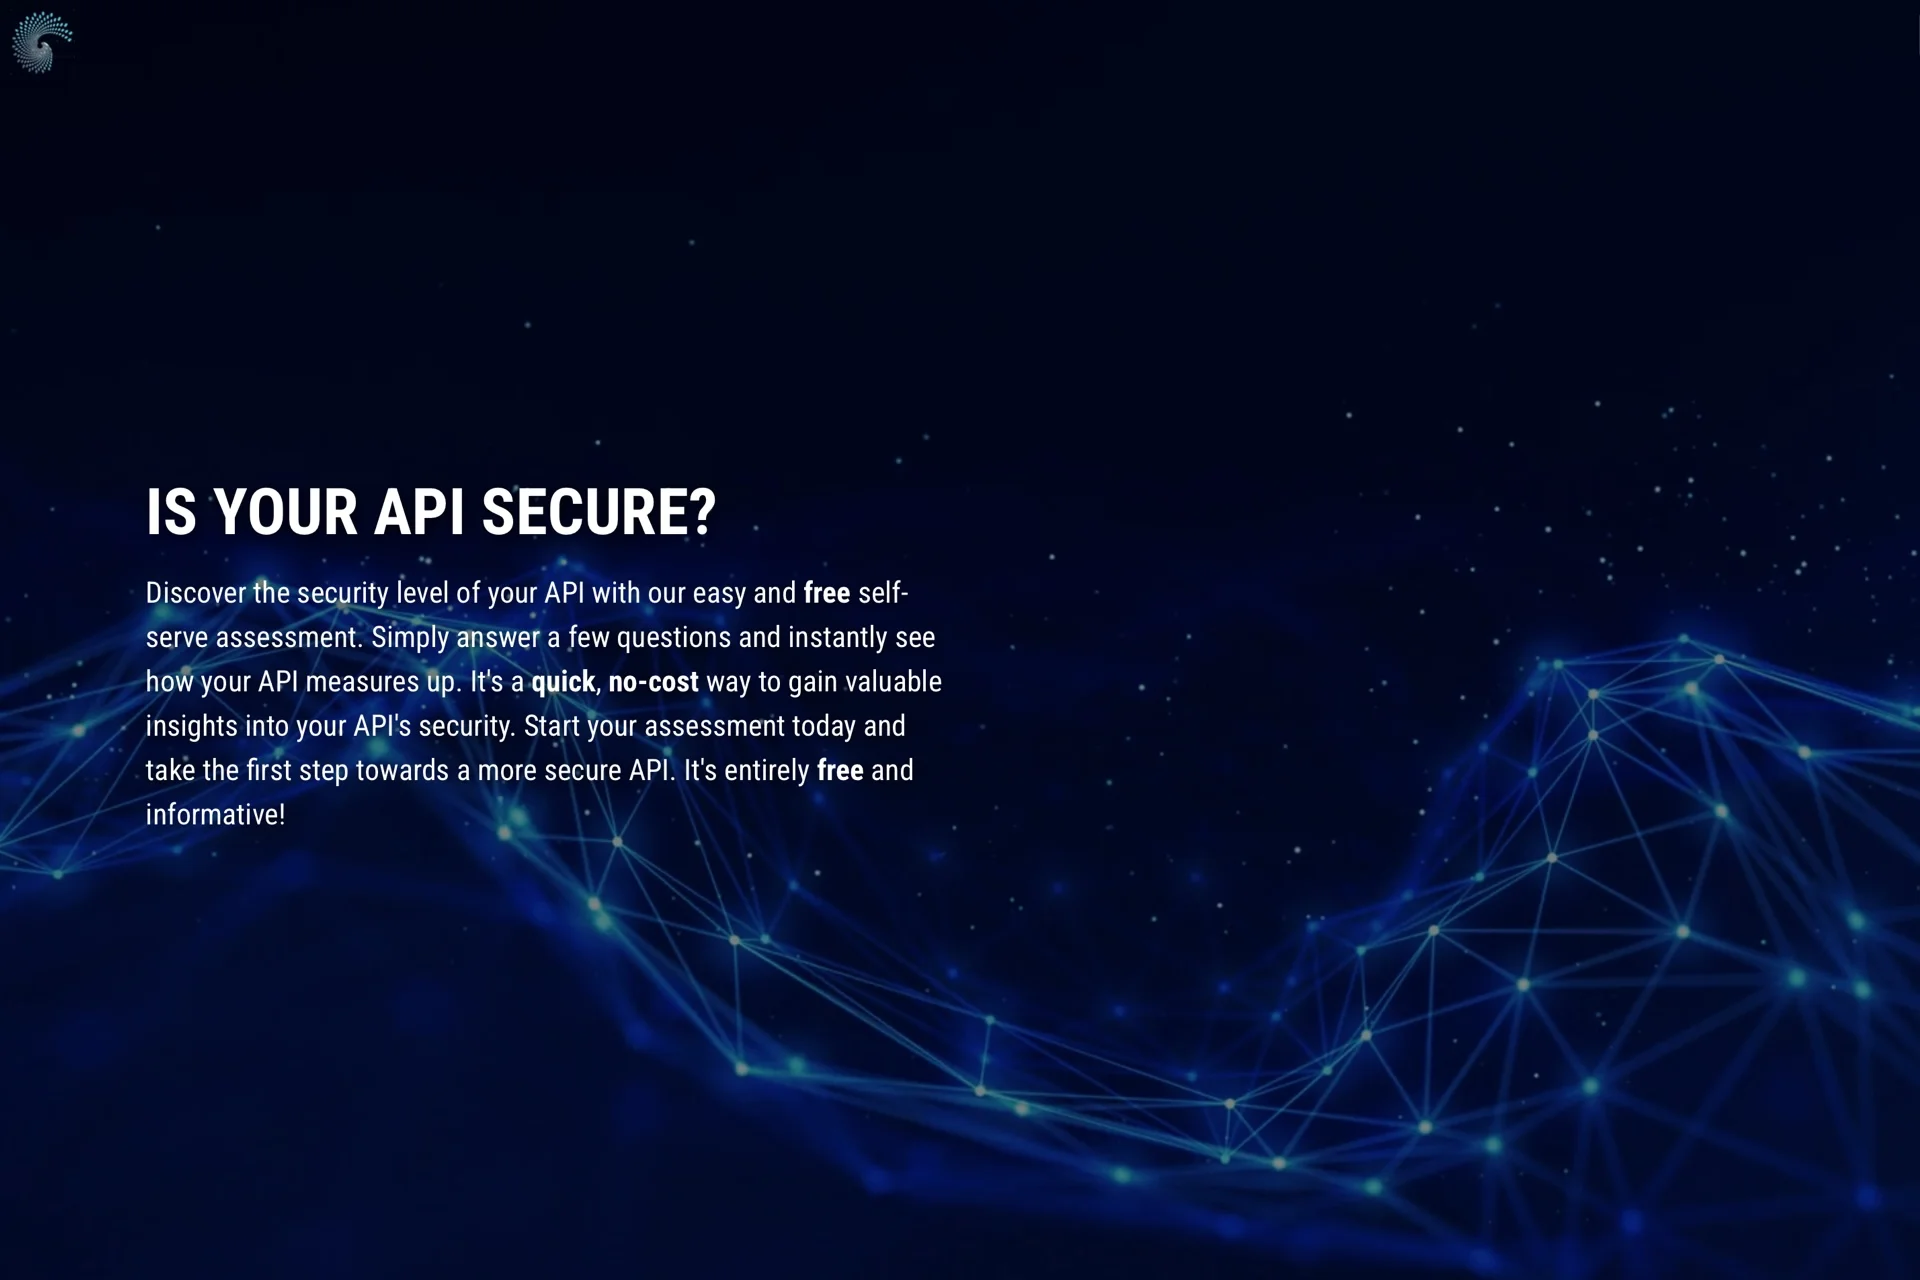 IS YOUR API SECURE?
Discover the security level of your API with our easy and free self-
serve assessment. Simply answer a few questions and instantly see
how your API measures up. It's a quick, no-cost way to gain valuable
insights into your API's security. Start your assessment today and
take the first step towards a more secure API. It's entirely free and
informative!